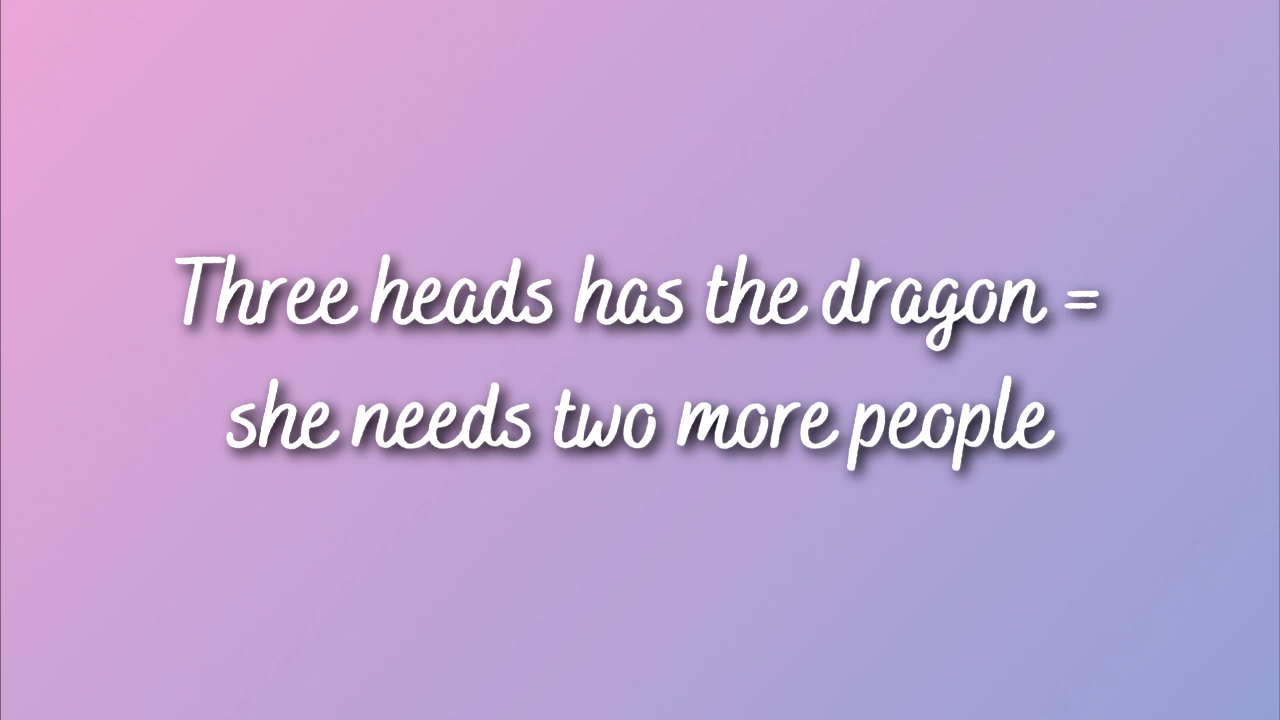 Three heads has the dragon =
she needs two more people